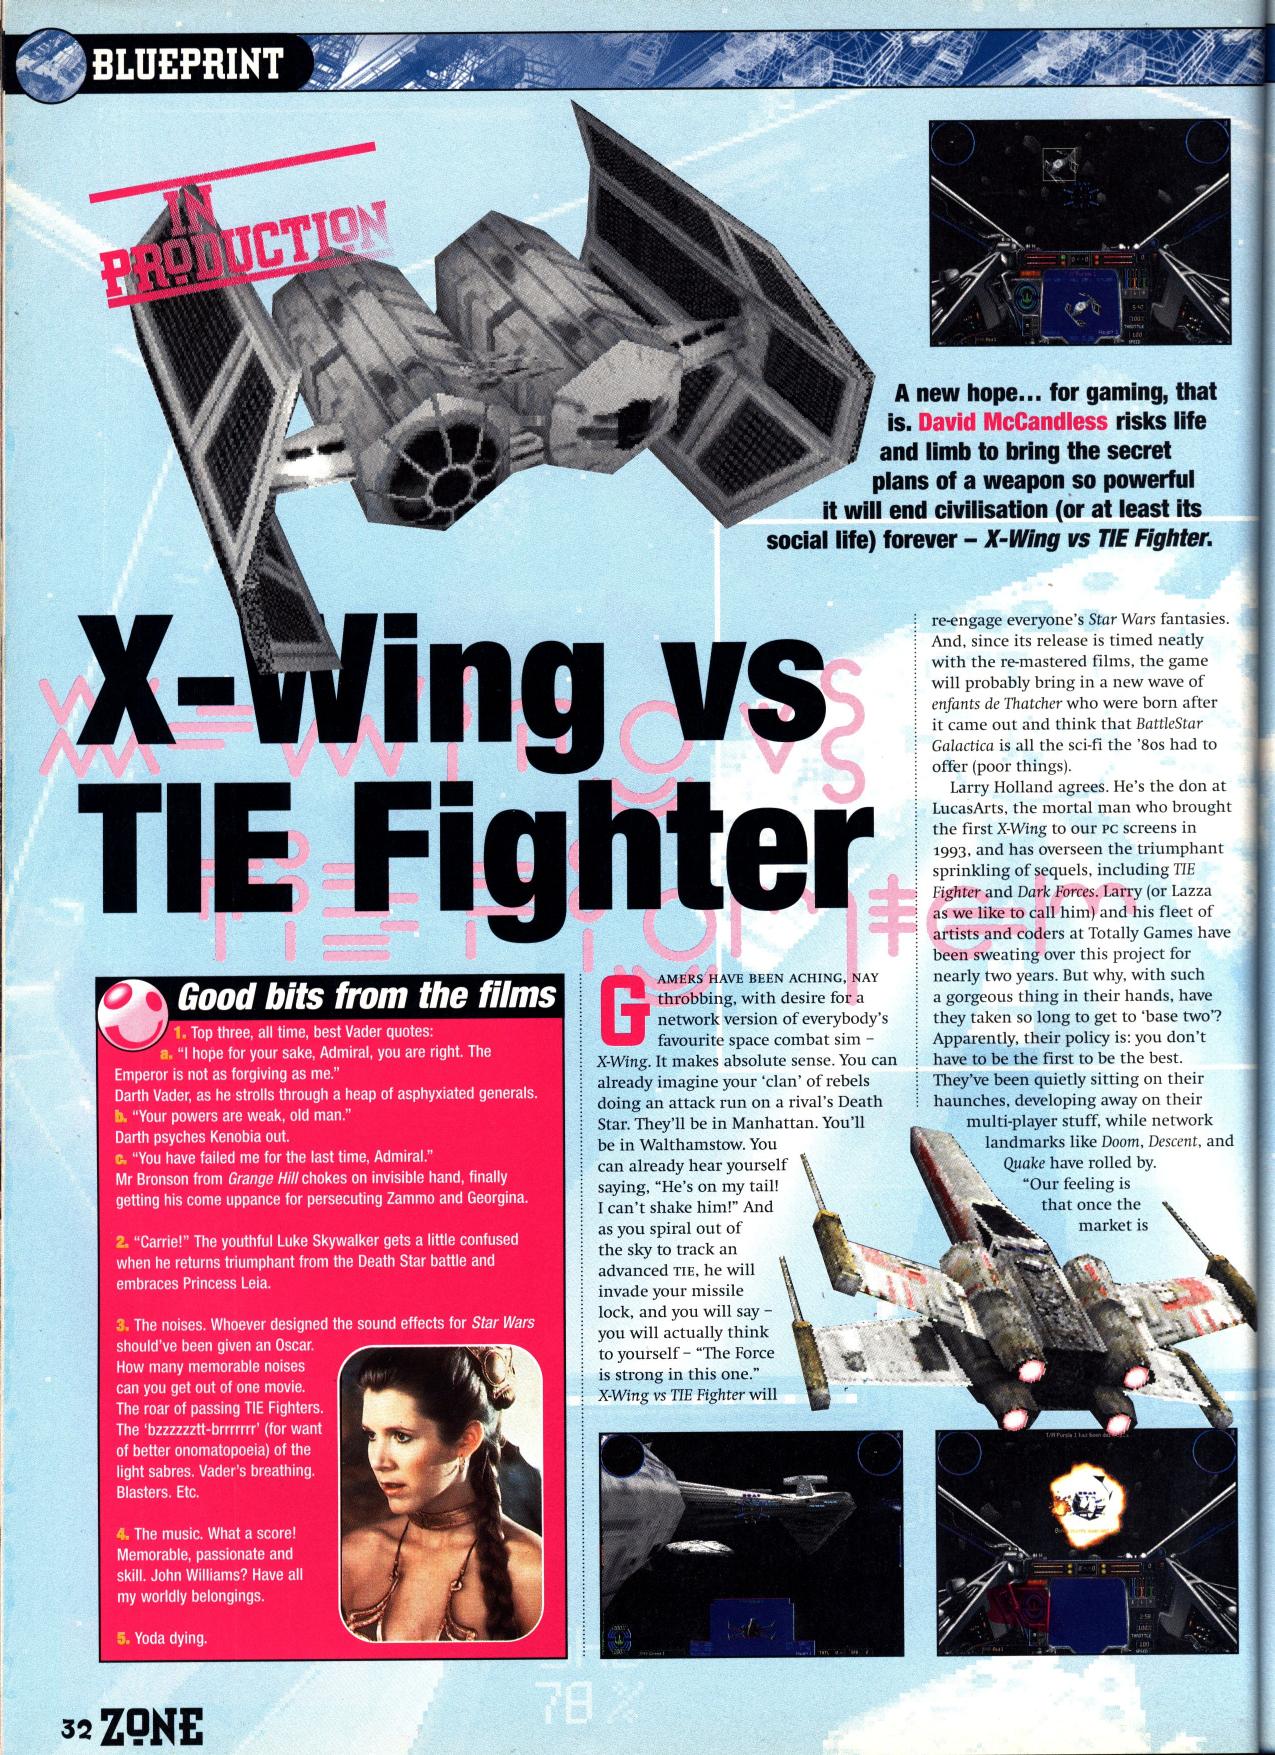 BLUEPRINT
IN
PRODUCTION
A new hope... for gaming, that
is. David McCandless risks life
and limb to bring the secret
plans of a weapon so powerful
it will end civilisation (or at least its
social life) forever – X-Wing vs TIE Fighter.
X-Wing vs
TIE Fighter
Good bits from the films
1. Top three, all time, best Vader quotes:
a. “I hope for your sake, Admiral, you are right. The
Emperor is not as forgiving as me.”
Darth Vader, as he strolls through a heap of asphyxiated generals.
b. “Your powers are weak, old man.”
Darth psyches Kenobia out.
c. “You have failed me for the last time, Admiral.”
Mr Bronson from Grange Hill chokes on invisible hand, finally
getting his come uppance for persecuting Zammo and Georgina.
2. “Carrie!” The youthful Luke Skywalker gets a little confused
when he returns triumphant from the Death Star battle and
embraces Princess Leia.
3. The noises. Whoever designed the sound effects for Star Wars
should’ve been given an Oscar.
How many memorable noises
can you get out of one movie.
The roar of passing TIE Fighters.
The ‘bzzzzzztt-brrrrrrr’ (for want
of better onomatopoeia) of the
light sabres. Vader’s breathing.
Blasters. Etc.
4. The music. What a score!
Memorable, passionate and
skill. John Williams? Have all
my worldly belongings.
5. Yoda dying.
GAMERS HAVE BEEN ACHING, NAY
throbbing, with desire for a
network version of everybody’s
favourite space combat sim –
X-Wing. It makes absolute sense. You can
already imagine your ‘clan’ of rebels
doing an attack run on a rival’s Death
Star. They’ll be in Manhattan. You’ll
be in Walthamstow. You
can already hear yourself
saying, “He’s on my tail!
I can’t shake him!” And
as you spiral out of
the sky to track an
advanced TIE, he will
invade your missile
lock, and you will say –
you will actually think
to yourself – “The Force
is strong in this one.”
X-Wing vs TIE Fighter will
re-engage everyone’s Star Wars fantasies.
And, since its release is timed neatly
with the re-mastered films, the game
will probably bring in a new wave of
enfants de Thatcher who were born after
it came out and think that BattleStar
Galactica is all the sci-fi the ’80s had to
offer (poor things).
Larry Holland agrees. He’s the don at
LucasArts, the mortal man who brought
the first X-Wing to our PC screens in
1993, and has overseen the triumphant
sprinkling of sequels, including TIE
Fighter and Dark Forces. Larry (or Lazza
as we like to call him) and his fleet of
artists and coders at Totally Games have
been sweating over this project for
nearly two years. But why, with such
a gorgeous thing in their hands, have
they taken so long to get to ‘base two’?
Apparently, their policy is: you don’t
have to be the first to be the best.
They’ve been quietly sitting on their
haunches, developing away on their
multi-player stuff, while network
landmarks like Doom, Descent, and
Quake have rolled by.
“Our feeling is
that once the
market is
78 %
32 ZONE